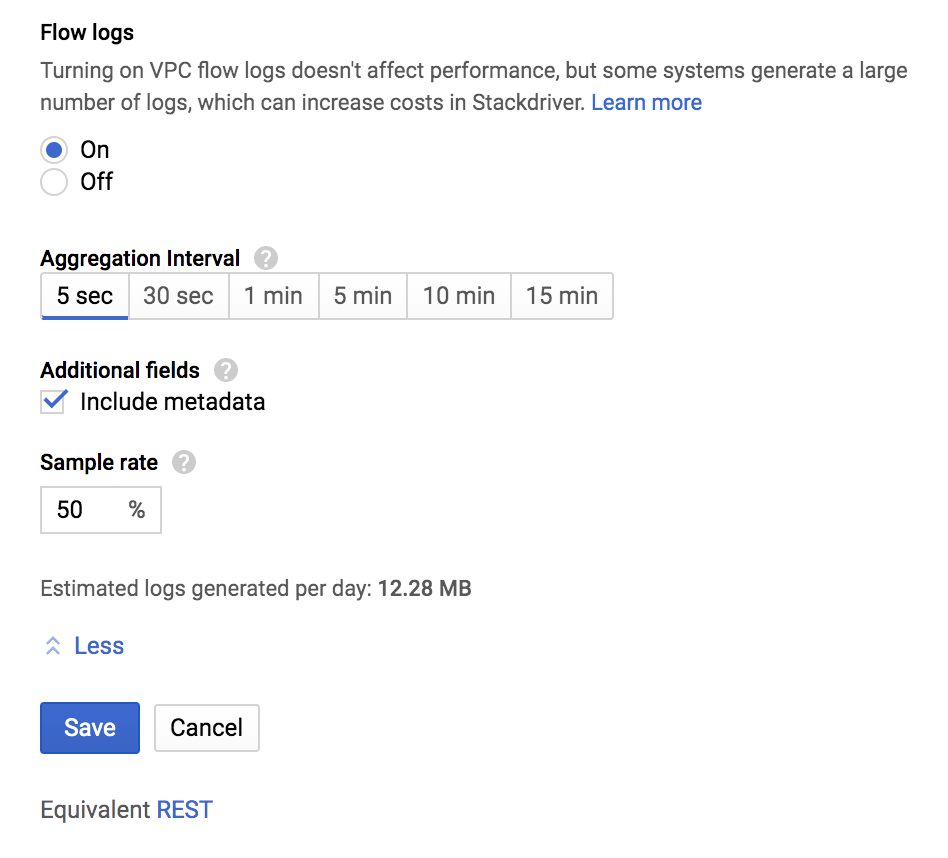 Flow logs
Turning on VPC flow logs doesn't affect performance, but some systems generate a large
number of logs, which can increase costs in Stackdriver. Learn more
On
Off
Aggregation Interval ?
5 sec 30 sec 1 min 5 min 10 min 15 min
Additional fields ?
Include metadata
Sample rate ?
50 %
Estimated logs generated per day: 12.28 MB
Less
Save Cancel
Equivalent REST